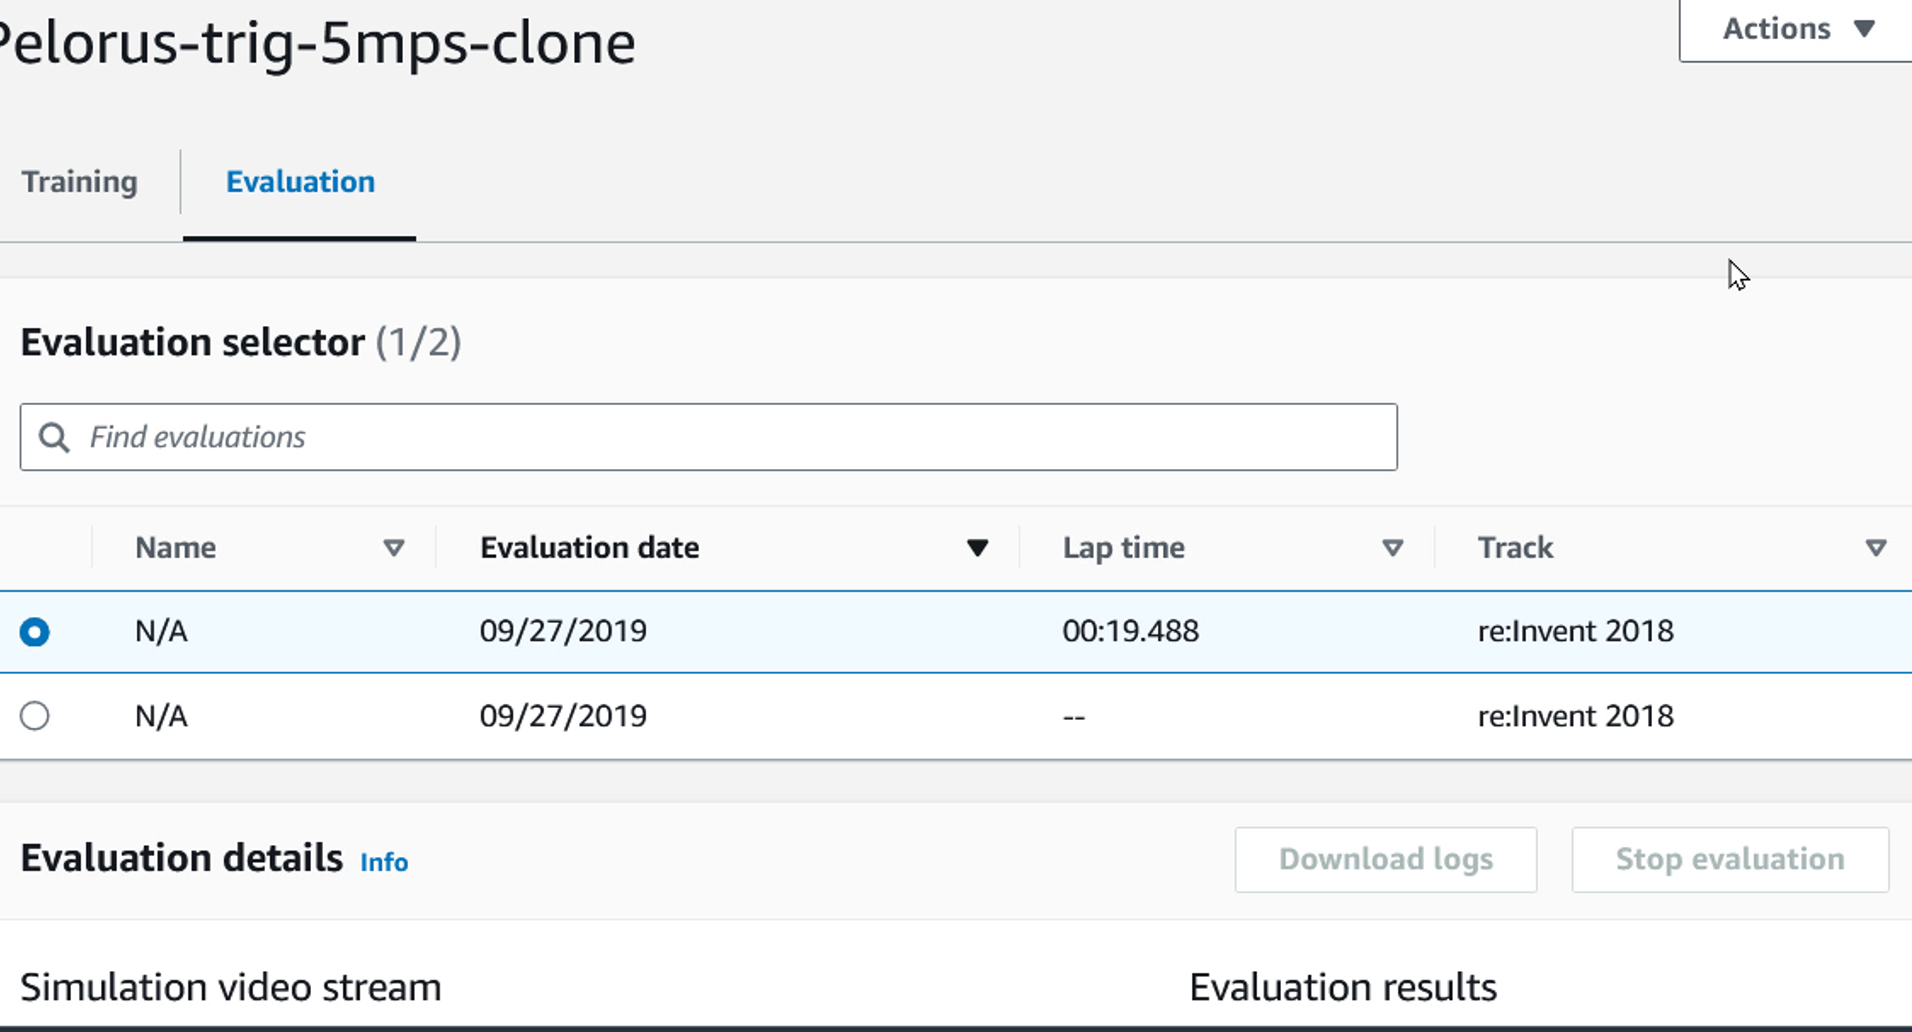 Pelorus-trig-5mps-clone
Actions
Training
Evaluation
Evaluation selector (1/2)
Find evaluations
Name Evaluation date Lap time Track
N/A 09/27/2019 00:19.488 re:Invent 2018
N/A 09/27/2019 -- re:Invent 2018
Evaluation details Info
Download logs
Stop evaluation
Simulation video stream
Evaluation results